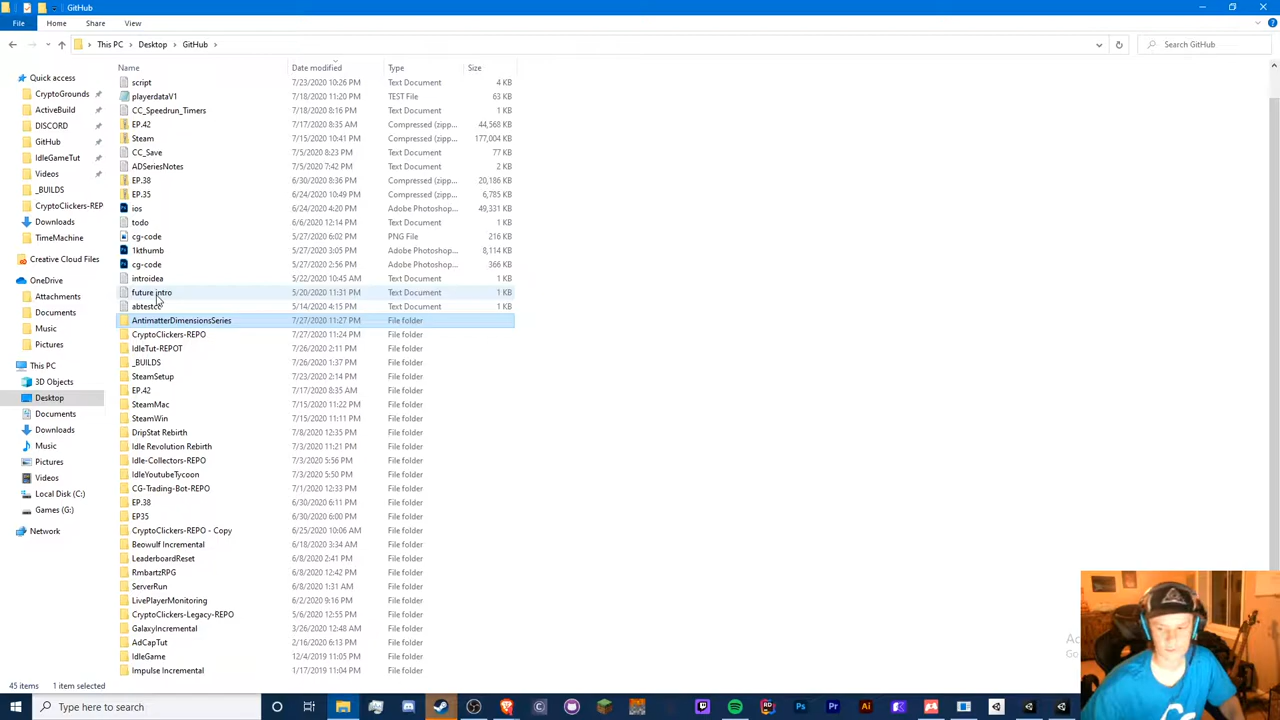 GitHub
File Home Share View
This PC > Desktop > GitHub >
Search GitHub
Name Date modified Type Size
Quick access
CryptoGrounds
ActiveBuild
DISCORD
GitHub
IdleGameTut
Videos
_BUILDS
CryptoClickers-REP
Downloads
TimeMachine
Creative Cloud Files
OneDrive
Attachments
Documents
Music
Pictures
This PC
3D Objects
Desktop
Documents
Downloads
Music
Pictures
Videos
Local Disk (C:)
Games (G:)
Network
script 7/23/2020 10:26 PM Text Document 4 KB
playerdataV1 7/18/2020 11:20 PM TEST File 63 KB
CC_Speedrun_Timers 7/18/2020 8:16 PM Text Document 1 KB
EP.42 7/17/2020 8:35 AM Compressed (zipp... 44,568 KB
Steam 7/15/2020 10:41 PM Compressed (zipp... 177,004 KB
CC_Save 7/5/2020 8:23 PM Text Document 77 KB
ADSeriesNotes 7/5/2020 7:42 PM Text Document 2 KB
EP.38 6/30/2020 8:36 PM Compressed (zipp... 20,186 KB
EP.35 6/24/2020 10:49 PM Compressed (zipp... 6,785 KB
ios 6/24/2020 4:20 PM Adobe Photoshop... 49,331 KB
todo 6/6/2020 12:14 PM Text Document 1 KB
cg-code 5/27/2020 6:02 PM PNG File 216 KB
1kthumb 5/27/2020 3:05 PM Adobe Photoshop... 8,114 KB
cg-code 5/27/2020 2:56 PM Adobe Photoshop... 366 KB
introidea 5/22/2020 10:45 AM Text Document 1 KB
future intro 5/20/2020 11:31 PM Text Document 1 KB
5/14/2020 4:15 PM Text Document 1 KB
AntimatterDimensionsSeries 7/27/2020 11:27 PM File folder
CryptoClickers-REPO 7/27/2020 11:24 PM File folder
IdleTut-REPOT 7/26/2020 2:11 PM File folder
_BUILDS 7/26/2020 1:37 PM File folder
SteamSetup 7/23/2020 2:14 PM File folder
EP.42 7/17/2020 8:35 AM File folder
SteamMac 7/15/2020 11:22 PM File folder
SteamWin 7/15/2020 11:11 PM File folder
DripStat Rebirth 7/8/2020 12:35 PM File folder
Idle Revolution Rebirth 7/3/2020 11:21 PM File folder
Idle-Collectors-REPO 7/3/2020 5:56 PM File folder
IdleYoutubeTycoon 7/3/2020 5:50 PM File folder
CG-Trading-Bot-REPO 7/1/2020 12:33 PM File folder
EP.38 6/30/2020 6:11 PM File folder
EP35 6/30/2020 6:00 PM File folder
CryptoClickers-REPO - Copy 6/25/2020 10:06 AM File folder
Beowulf Incremental 6/18/2020 3:34 AM File folder
LeaderboardReset 6/8/2020 2:41 PM File folder
RmbartzRPG 6/8/2020 12:42 PM File folder
ServerRun 6/8/2020 1:31 AM File folder
LivePlayerMonitoring 6/2/2020 9:16 PM File folder
CryptoClickers-Legacy-REPO 5/6/2020 12:55 PM File folder
GalaxyIncremental 3/26/2020 12:48 AM File folder
AdCapTut 2/16/2020 6:13 PM File folder
IdleGame 12/4/2019 11:05 PM File folder
Impulse Incremental 1/17/2019 11:04 PM File folder
45 items 1 item selected
Type here to search